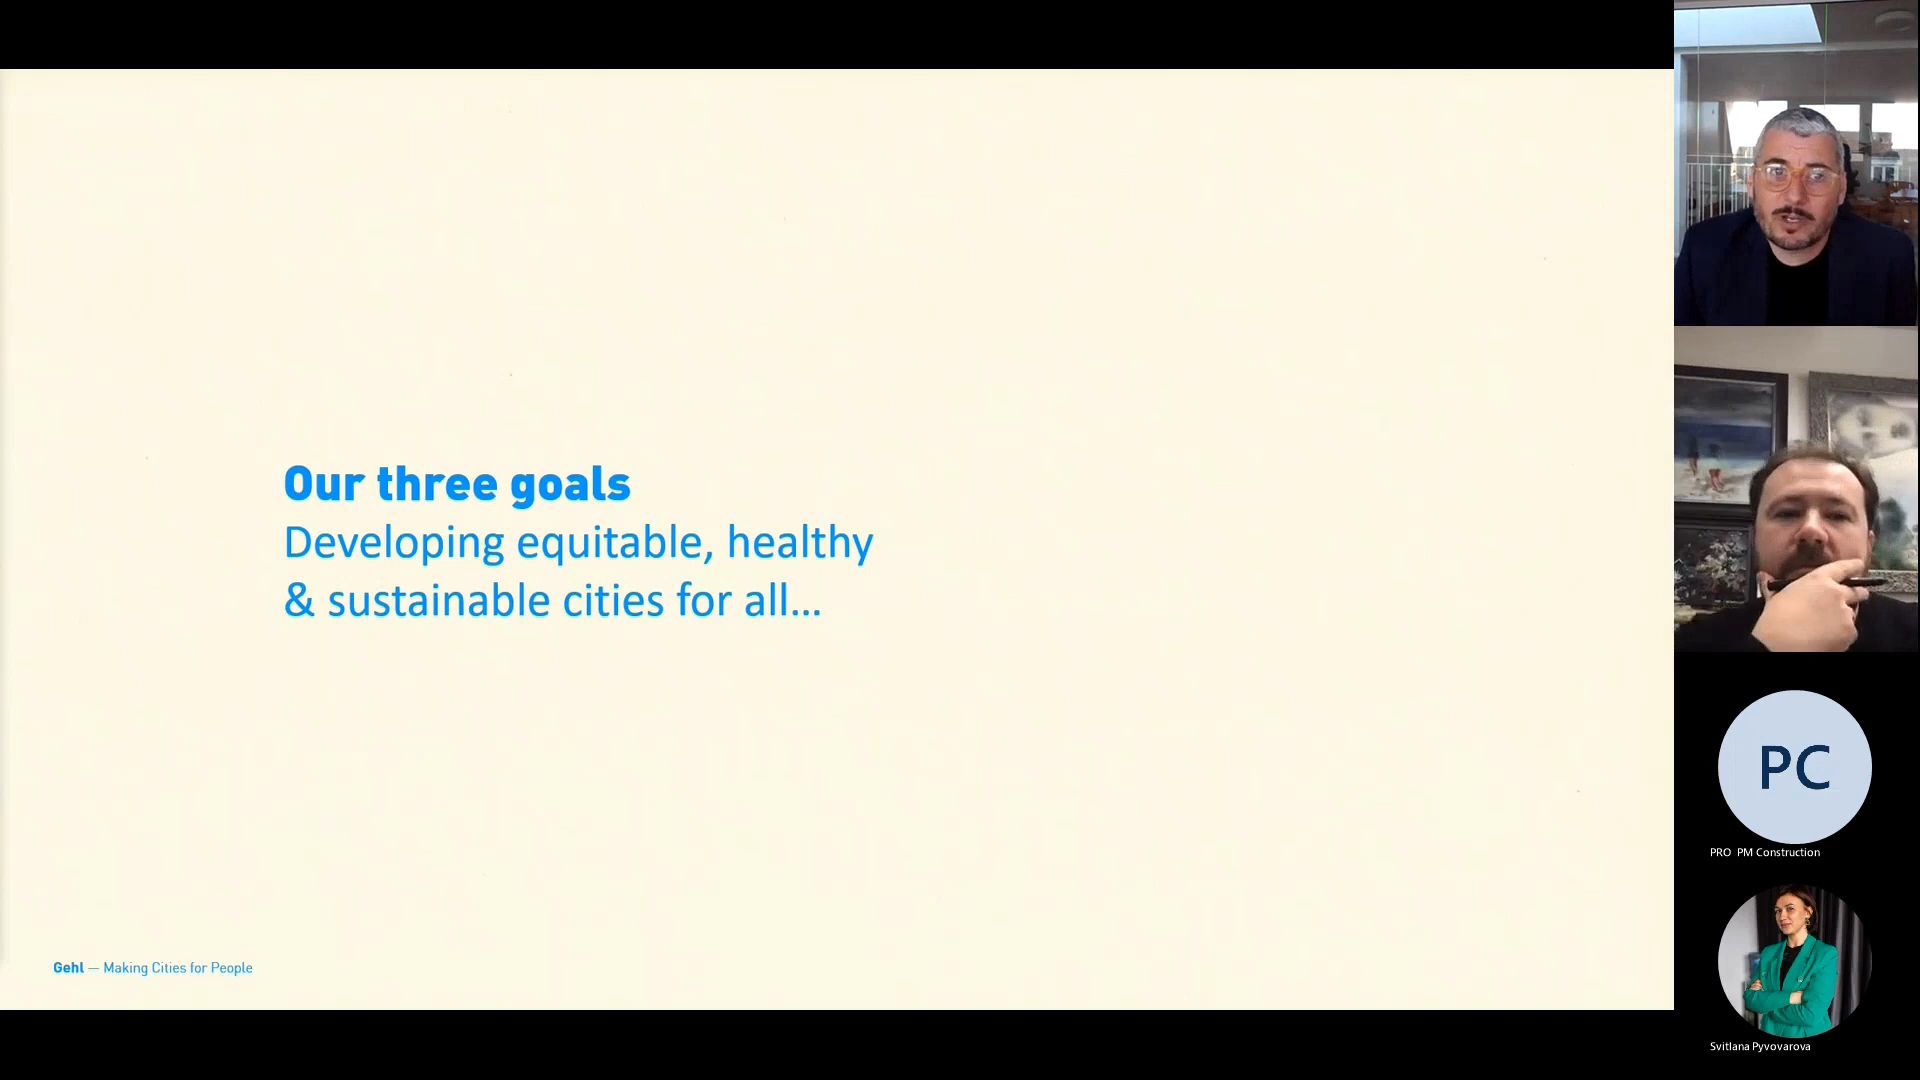 Our three goals
Developing equitable, healthy
& sustainable cities for all...
Gehl — Making Cities for People
PC
PRO PM Construction
Svitlana Pyvovarova